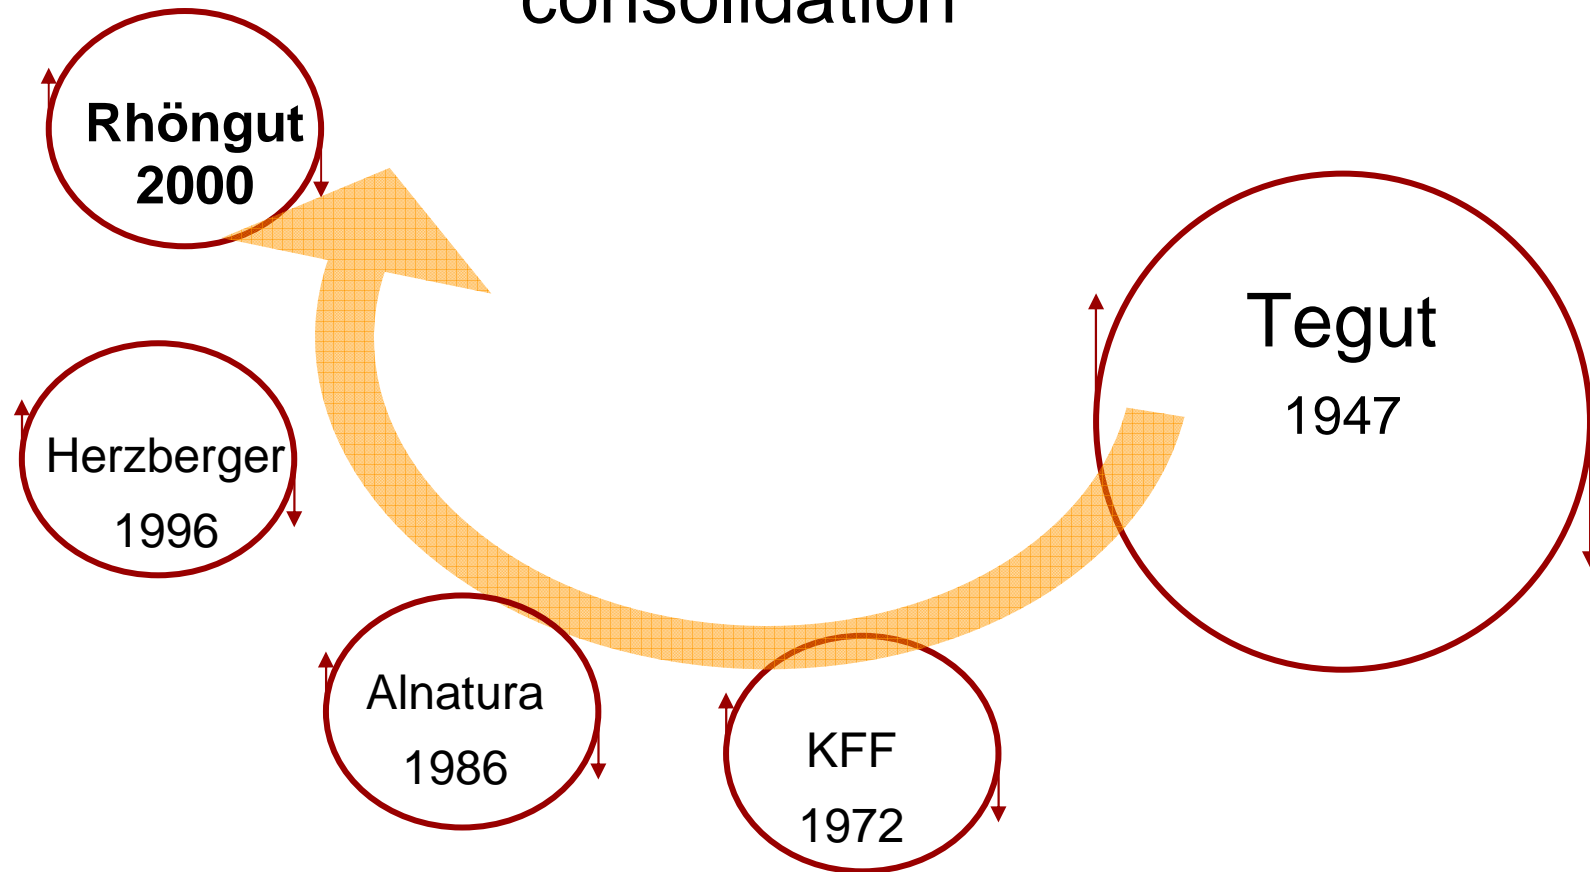 consolidation
Rhöngut
2000
Tegut
1947
Herzberger
1996
Alnatura
1986
KFF
1972